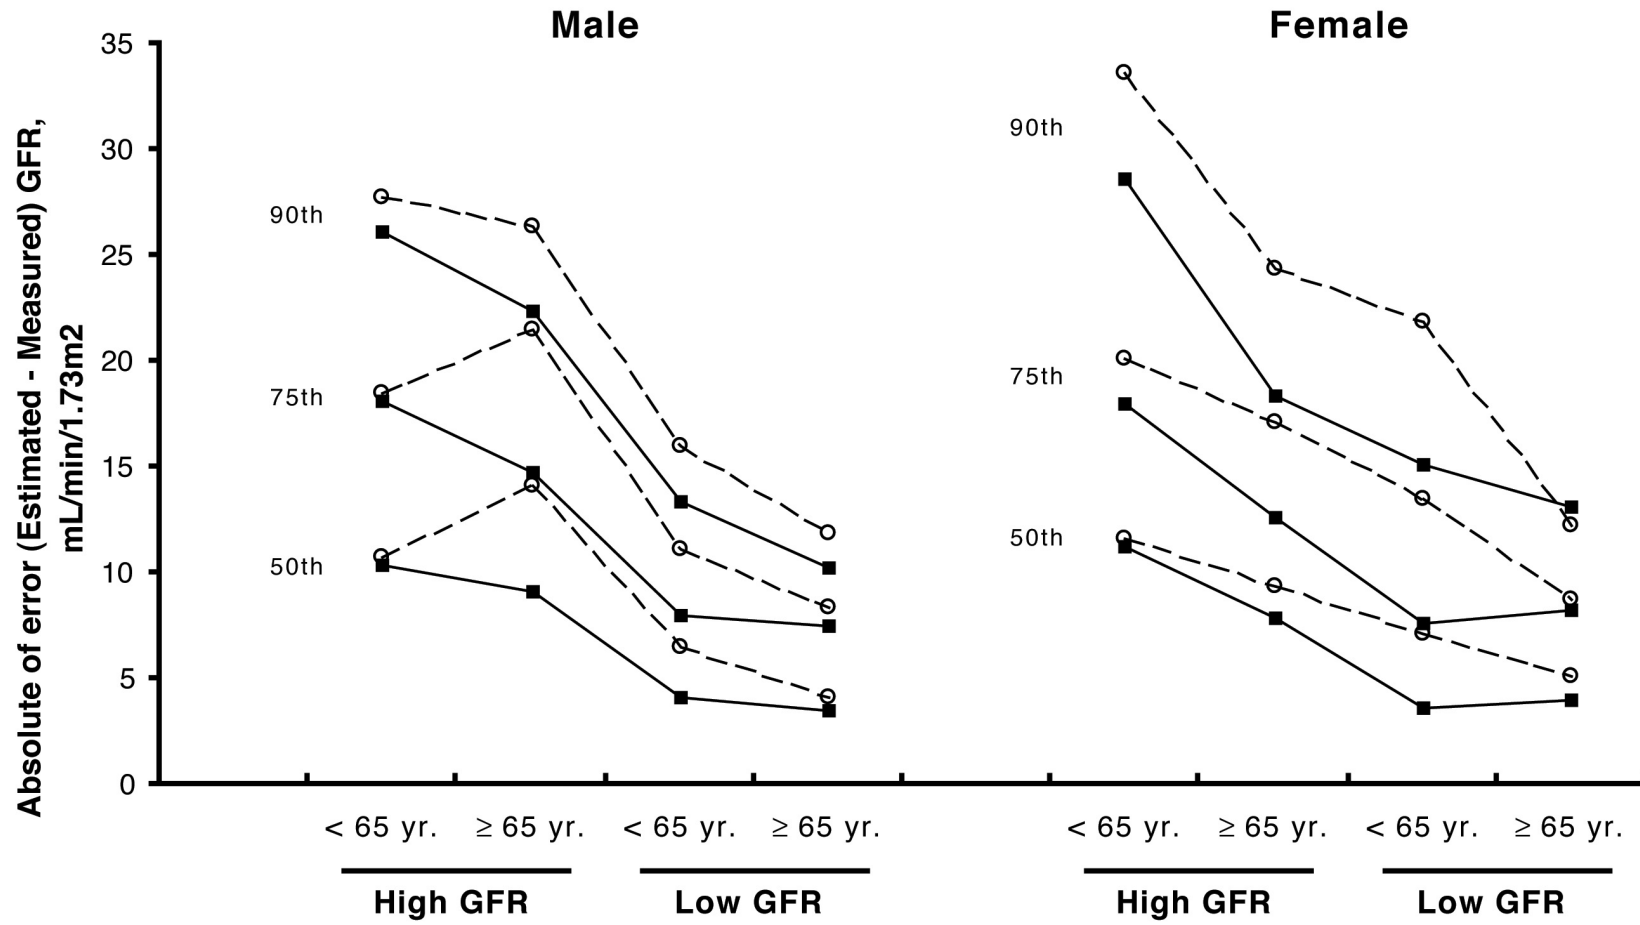 Male Female
Absolute of error (Estimated - Measured) GFR,
mL/min/1.73m2
35
30
25
20
15
10
5
0
90th
75th
50th
90th
75th
50th
< 65 yr. ≥ 65 yr. < 65 yr. ≥ 65 yr. < 65 yr. ≥ 65 yr. < 65 yr. ≥ 65 yr.
High GFR Low GFR High GFR Low GFR